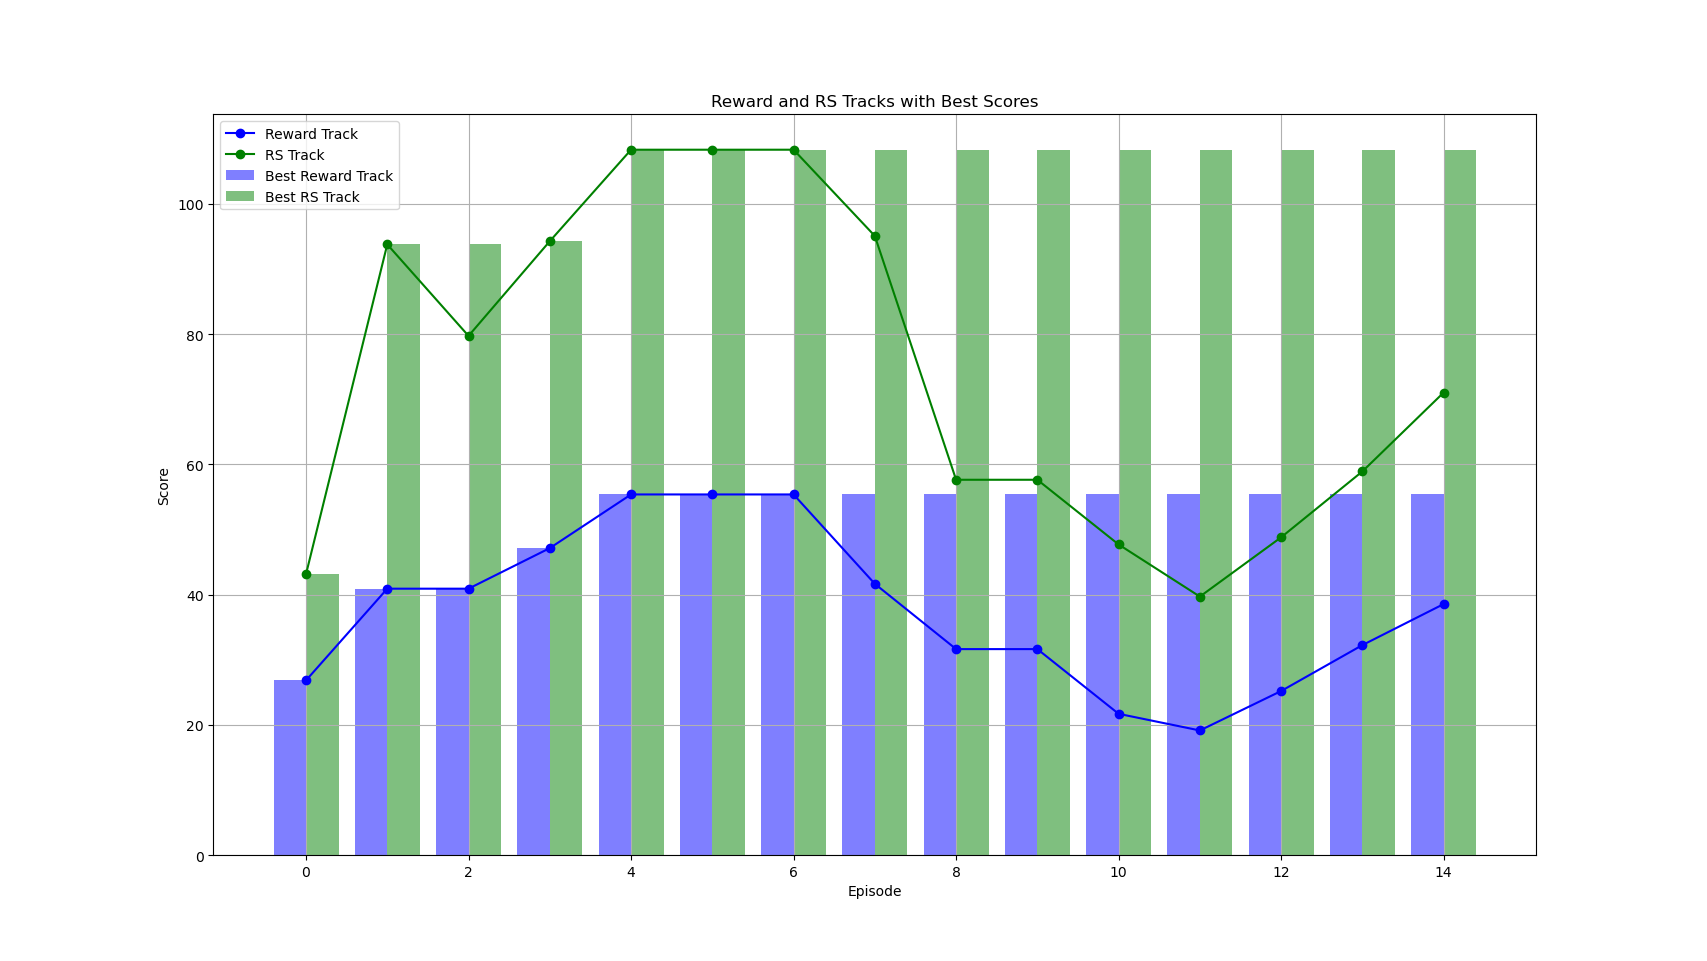 Reward and RS Tracks with Best Scores
Reward Track
RS Track
Best Reward Track
Best RS Track
100
80
60
40
20
0
Score
0 2 4 6 8 10 12 14
Episode